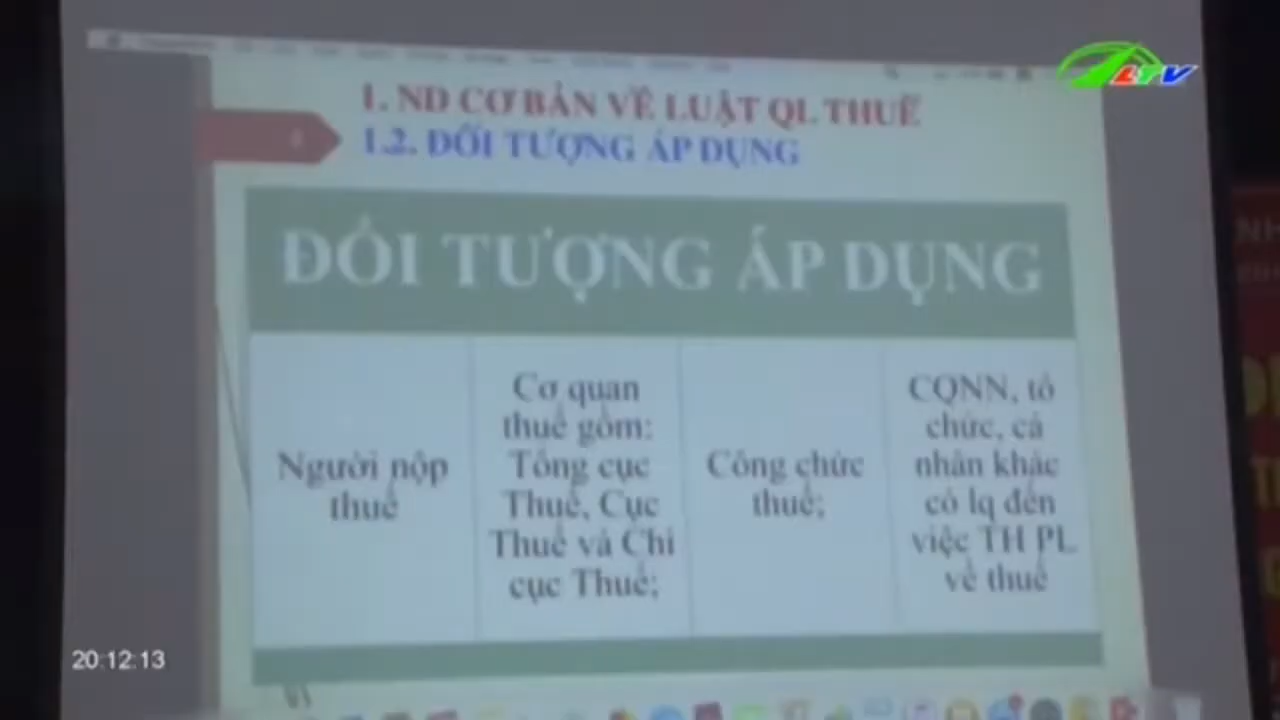 LTV
1. ND CƠ BẢN VỀ LUẬT QL THUẾ
1.2. ĐỐI TƯỢNG ÁP DỤNG
ĐỐI TƯỢNG ÁP DỤNG
Người nộp
thuế
Cơ quan
thuế gồm:
Tổng cục
Thuế, Cục
Thuế và Chi
cục Thuế;
Công chức
thuế;
CQNN, tổ
chức, cá
nhân khác
có lq đến
việc TH PL
về thuế
20:12:13